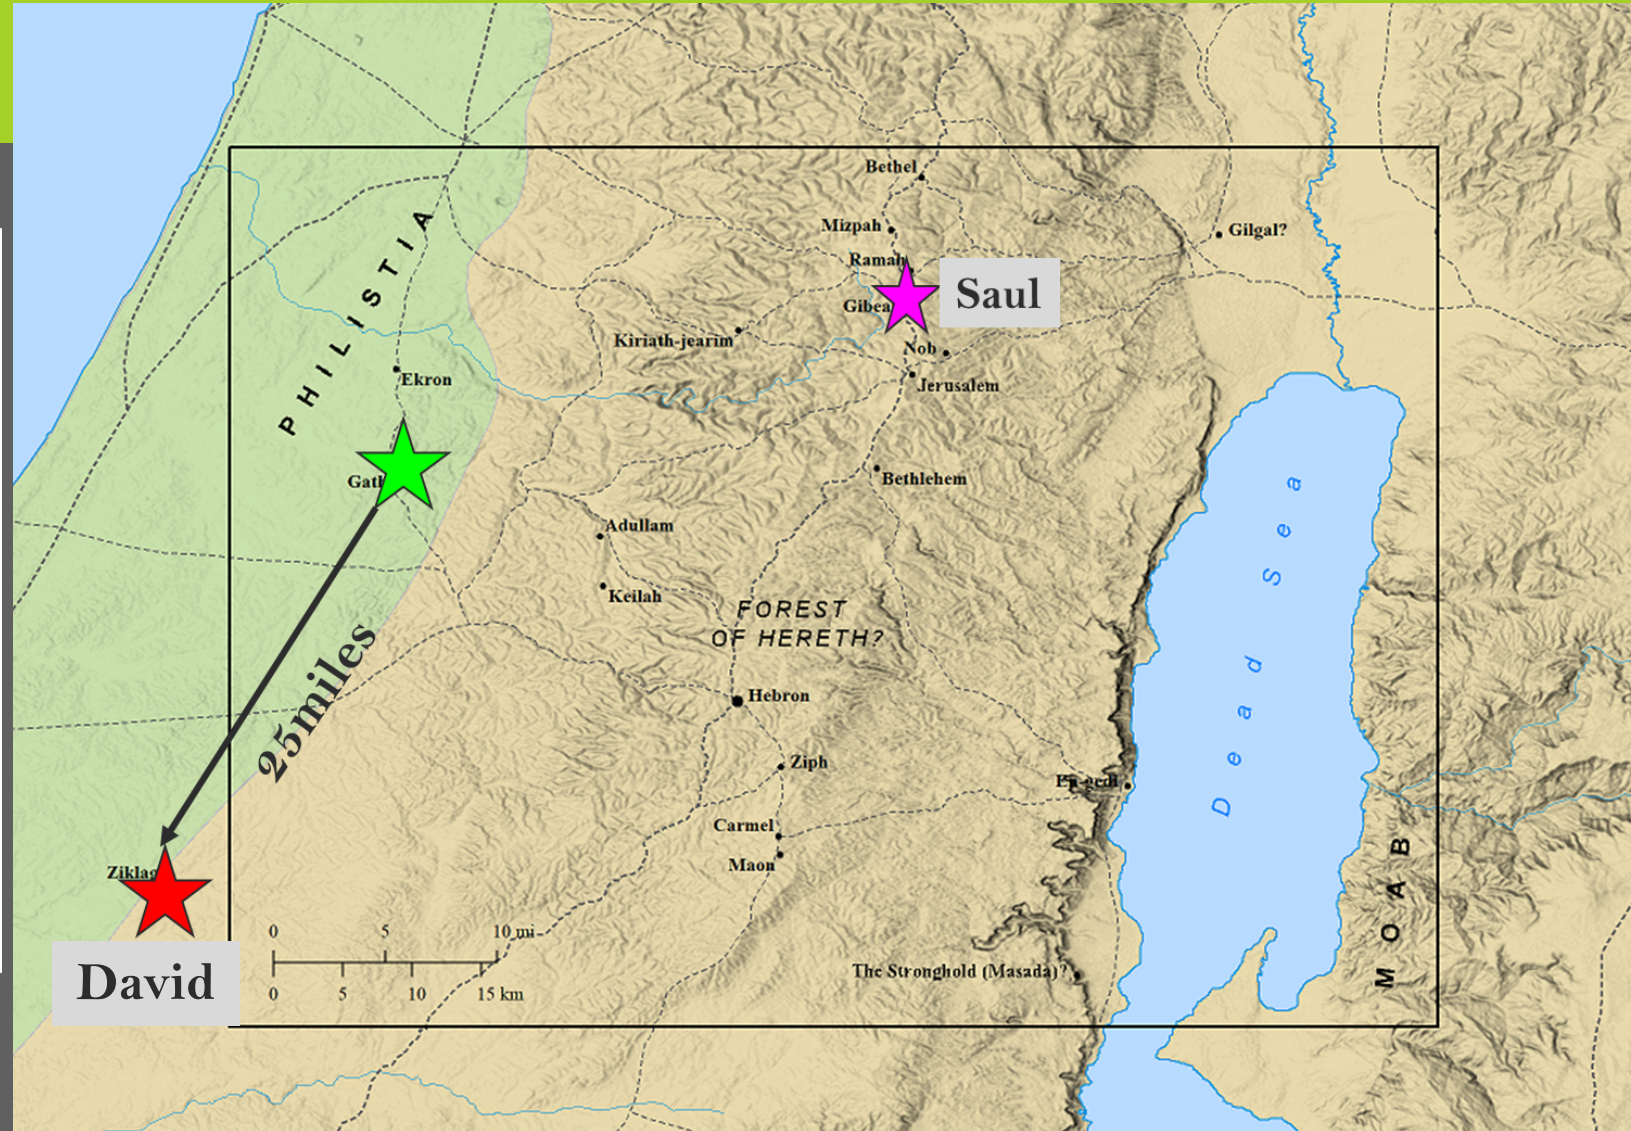 Bethel
Mizpah
Gilgal?
PHILISTIA
Ramah
Saul
Gibea
Kiriath-jearim
Nob
Ekron
Jerusalem
Gath
Bethlehem
Dead Sea
Adullam
Keilah
FOREST
OF HERETH?
25miles
Hebron
Ziph
En-gedi
Carmel
Maon
MOAB
Ziklag
0 5 10 mi
David
The Stronghold (Masada)?
0 5 10 15 km